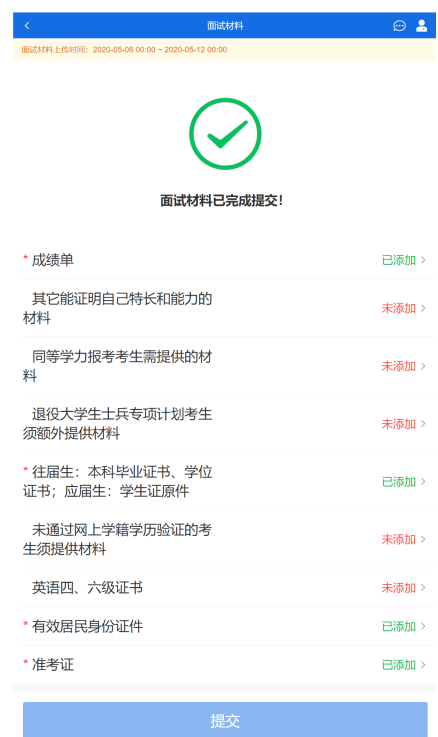 面试材料
面试材料上传时间：2020-05-06 00:00 ~ 2020-05-12 00:00
面试材料已完成提交!
* 成绩单 已添加
其它能证明自己特长和能力的
材料
未添加
同等学力报考考生需提供的材
料
未添加
退役大学生士兵专项计划考生
须额外提供材料
未添加
* 往届生：本科毕业证书、学位
证书；应届生：学生证原件
已添加
未通过网上学籍学历验证的考
生须提供材料
未添加
英语四、六级证书 未添加
* 有效居民身份证件 已添加
* 准考证 已添加
提交